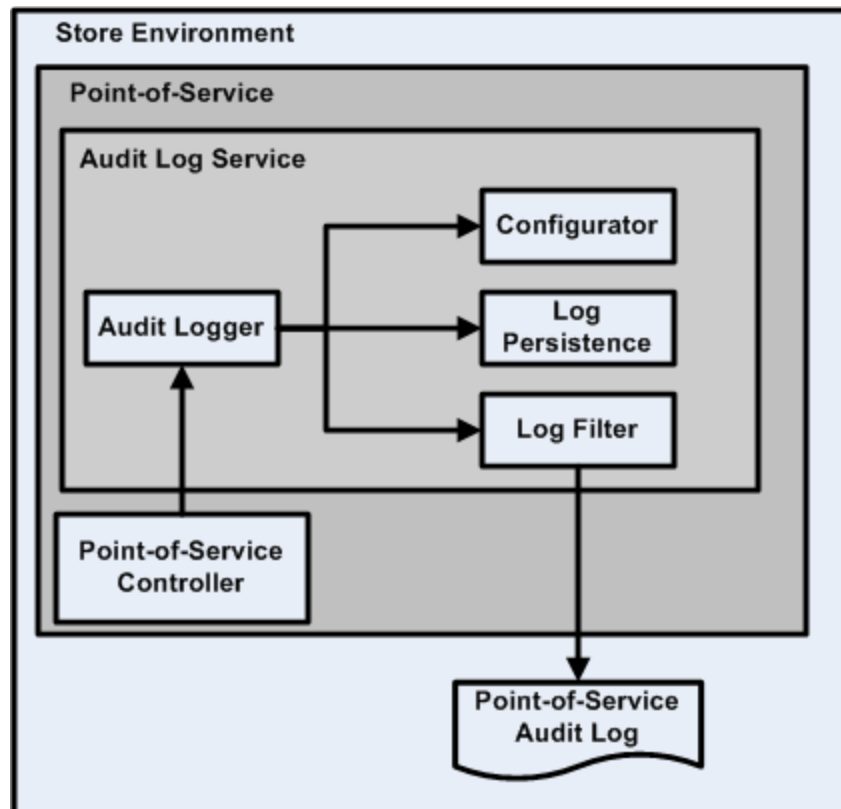 Store Environment
Point-of-Service
Audit Log Service
Configurator
Audit Logger
Log
Persistence
Log Filter
Point-of-Service
Controller
Point-of-Service
Audit Log